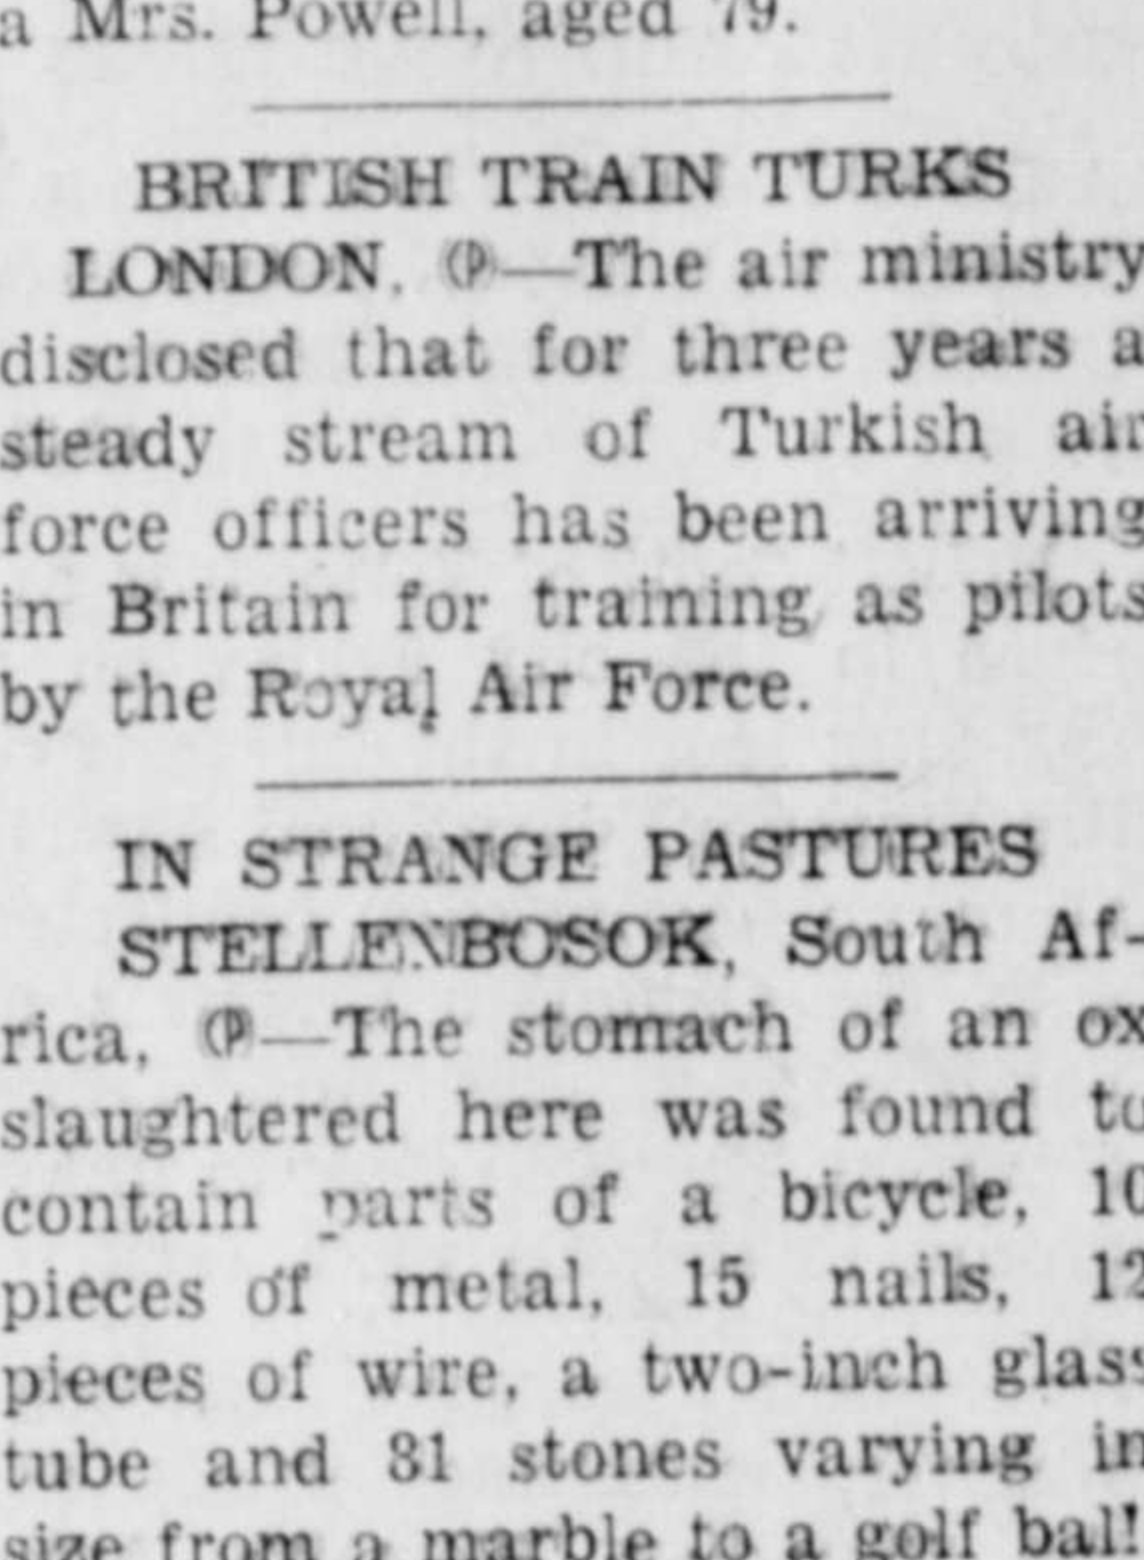 a Mrs. Powell, aged 79.
BRITISH TRAIN TURKS
LONDON, (P)—The air ministry
disclosed that for three years a
steady stream of Turkish air
force officers has been arriving
in Britain for training as pilots
by the Royal Air Force.
IN STRANGE PASTURES
STELLENBOSOK, South Af-
rica, (P)—The stomach of an ox
slaughtered here was found to
contain parts of a bicycle, 10
pieces of metal, 15 nails, 12
pieces of wire, a two-inch glass
tube and 81 stones varying in
size from a marble to a golf ball